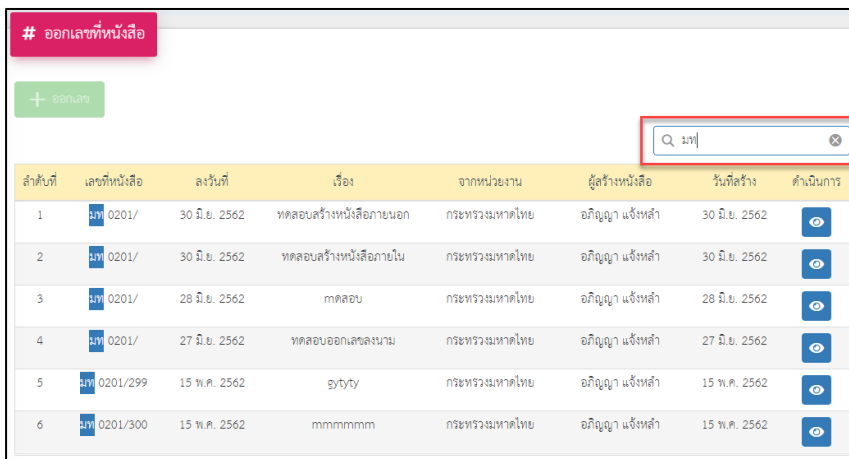 # ออกเลขที่หนังสือ
+ ออกเลข
มท
ลำดับที่ เลขที่หนังสือ ลงวันที่ เรื่อง จากหน่วยงาน ผู้สร้างหนังสือ วันที่สร้าง ดำเนินการ
1 มท 0201/ 30 มิ.ย. 2562 ทดสอบสร้างหนังสือภายนอก กระทรวงมหาดไทย อภิญญา แจ้งหลำ 30 มิ.ย. 2562
2 มท 0201/ 30 มิ.ย. 2562 ทดสอบสร้างหนังสือภายใน กระทรวงมหาดไทย อภิญญา แจ้งหลำ 30 มิ.ย. 2562
3 มท 0201/ 28 มิ.ย. 2562 ทดสอบ กระทรวงมหาดไทย อภิญญา แจ้งหลำ 28 มิ.ย. 2562
4 มท 0201/ 27 มิ.ย. 2562 ทดสอบออกเลขลงนาม กระทรวงมหาดไทย อภิญญา แจ้งหลำ 27 มิ.ย. 2562
5 มท 0201/299 15 พ.ค. 2562 gytyty กระทรวงมหาดไทย อภิญญา แจ้งหลำ 15 พ.ค. 2562
6 มท 0201/300 15 พ.ค. 2562 mmmmmm กระทรวงมหาดไทย อภิญญา แจ้งหลำ 15 พ.ค. 2562